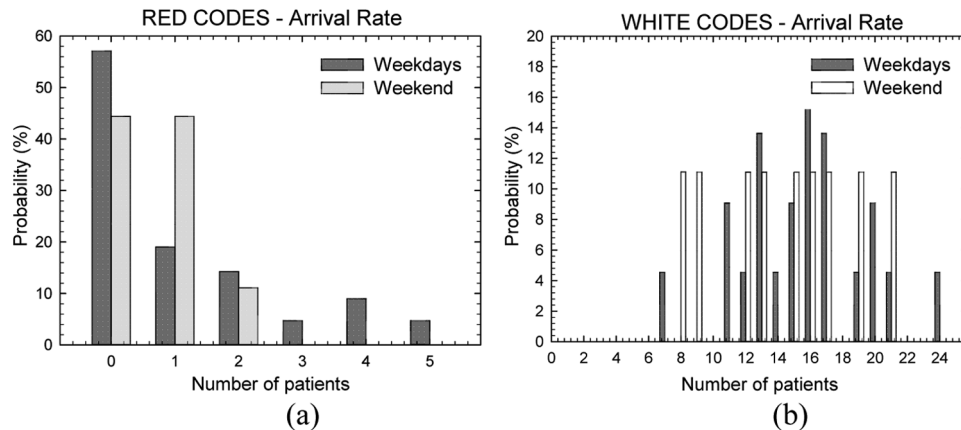 RED CODES - Arrival Rate
60
50
40
30
20
10
0
Probability (%)
Weekdays
Weekend
0 1 2 3 4 5
Number of patients
(a)
WHITE CODES - Arrival Rate
20
18
16
14
12
10
8
6
4
2
0
Probability (%)
Weekdays
Weekend
0 2 4 6 8 10 12 14 16 18 20 22 24
Number of patients
(b)